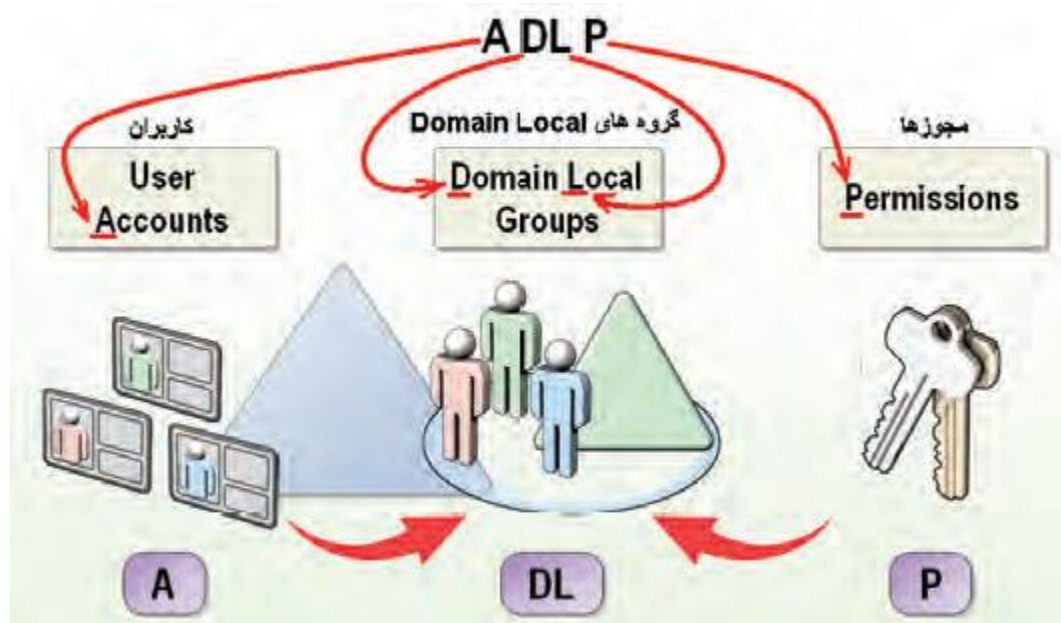 A DL P
کاربران
User
Accounts
گروه های Domain Local
Domain Local
Groups
مجوزها
Permissions
A
DL
P